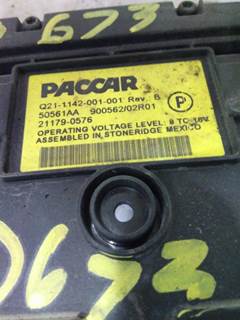 673
PACCAR
Q21-1142-001-001 Rev. B
P
50561AA 900562/02R01
21179-0576
OPERATING VOLTAGE LEVEL: 9 TO 16V
ASSEMBLED IN STONERIDGE MEXICO
0673